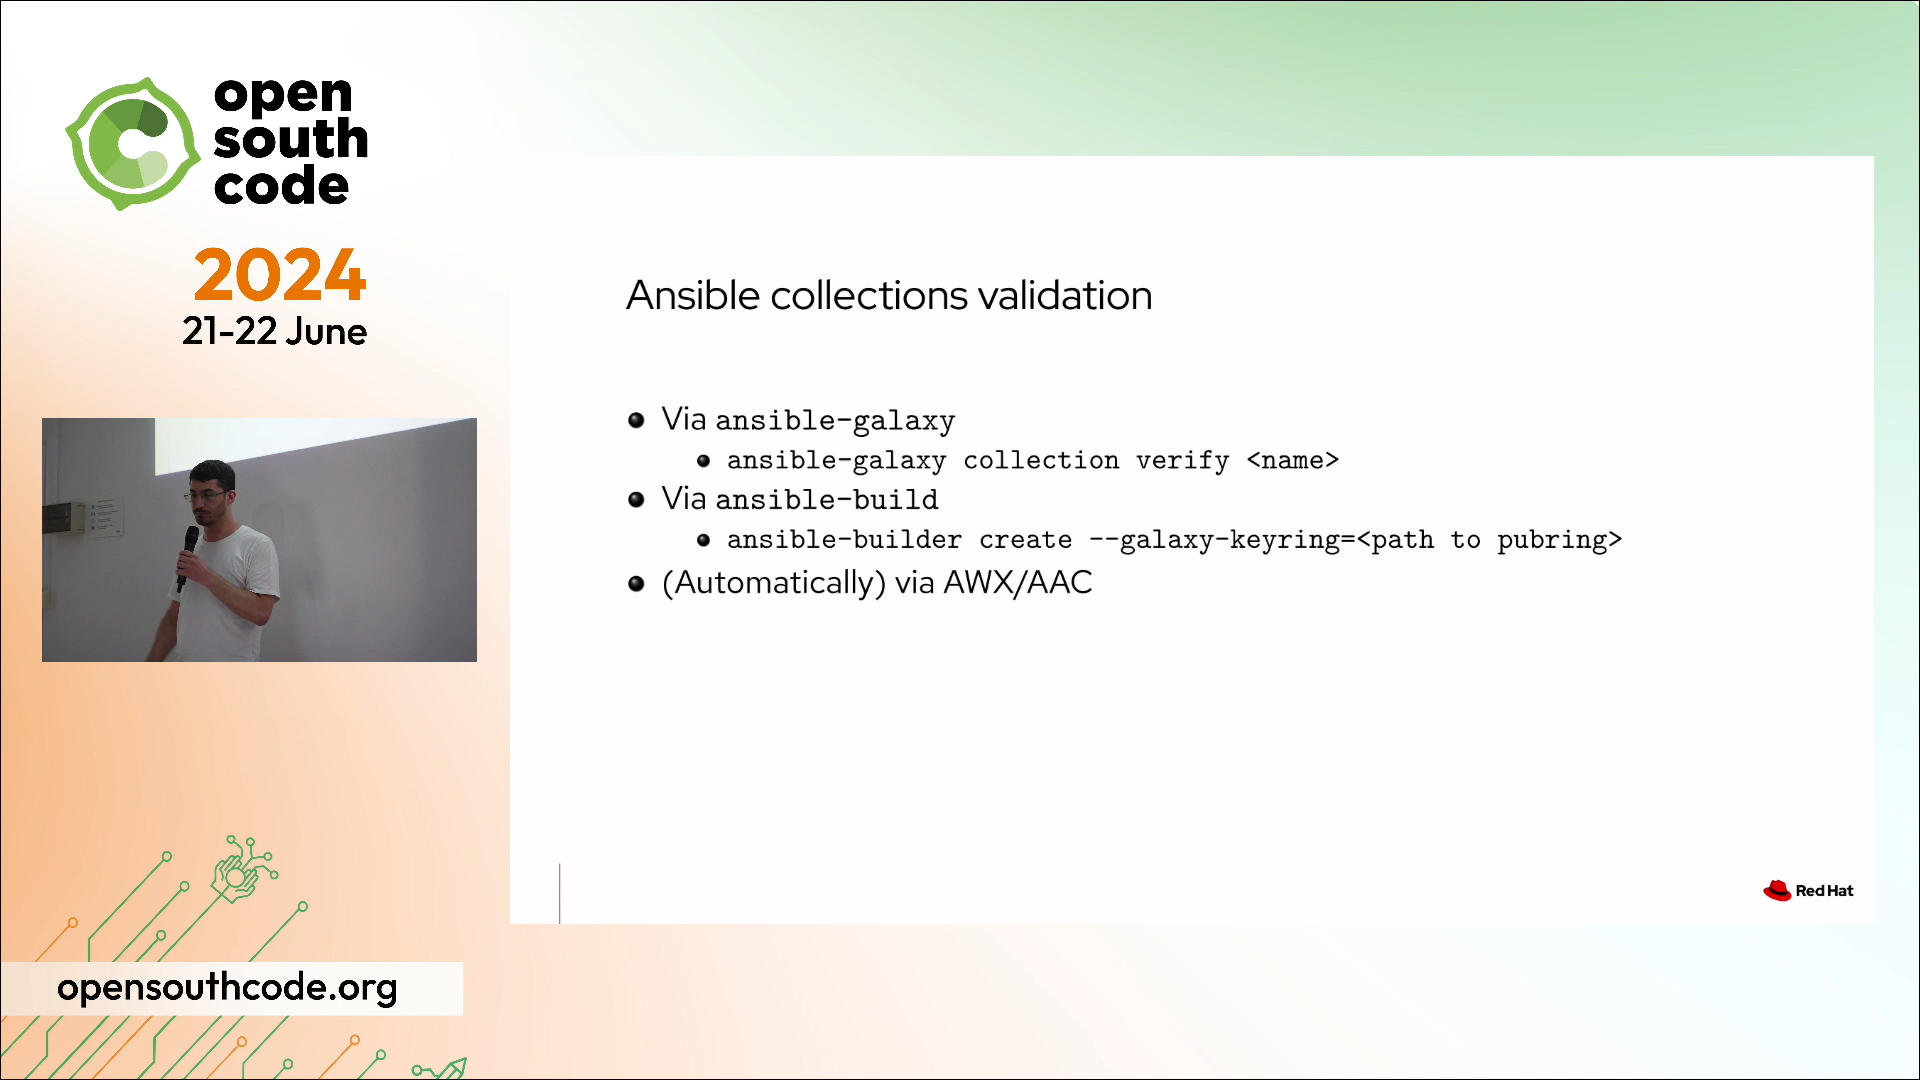 open
south
code
2024
21-22 June
Ansible collections validation
Via ansible-galaxy
ansible-galaxy collection verify <name>
Via ansible-build
ansible-builder create --galaxy-keyring=<path to pubring>
(Automatically) via AWX/AAC
Red Hat
opensouthcode.org